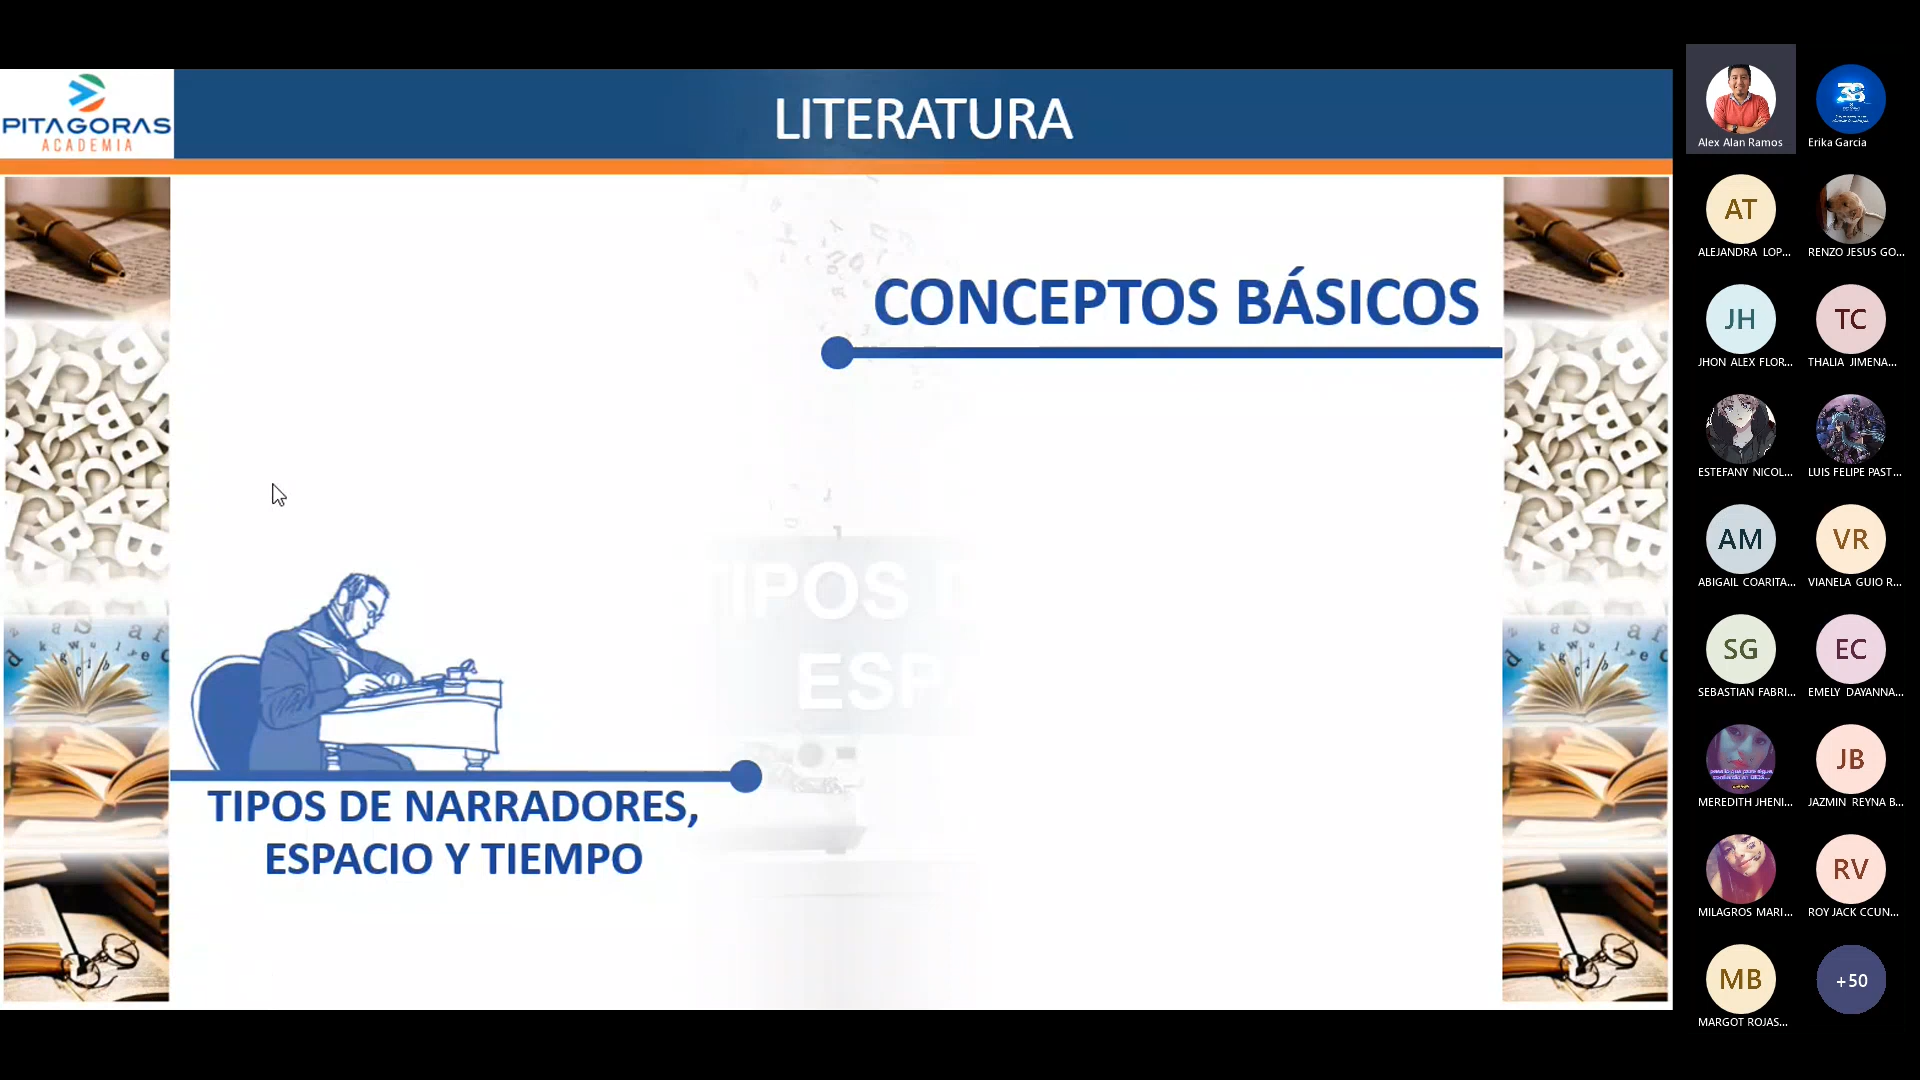 PITAGORAS
ACADEMIA
LITERATURA
CONCEPTOS BÁSICOS
TIPOS D
ESPA
TIPOS DE NARRADORES,
ESPACIO Y TIEMPO
Alex Alan Ramos
Erika Garcia
AT
ALEJANDRA LOP...
RENZO JESUS GO...
JH
JHON ALEX FLOR...
TC
THALIA JIMENA...
ESTEFANY NICOL...
LUIS FELIPE PAST...
AM
ABIGAIL COARITA...
VR
VIANELA GUIO R...
SG
SEBASTIAN FABRI...
EC
EMELY DAYANNA...
MEREDITH JHENI...
JB
JAZMIN REYNA B...
MILAGROS MARI...
RV
ROY JACK CCUN...
MB
MARGOT ROJAS...
+50